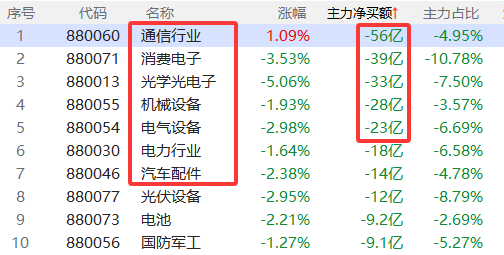 序号 代码 名称 涨幅 主力净买额↑ 主力占比
1 880060 通信行业 1.09% -56亿 -4.95%
2 880071 消费电子 -3.53% -39亿 -10.78%
3 880013 光学光电子 -5.06% -33亿 -7.50%
4 880055 机械设备 -1.93% -28亿 -3.57%
5 880054 电气设备 -2.98% -23亿 -6.69%
6 880030 电力行业 -1.64% -18亿 -6.58%
7 880046 汽车配件 -2.38% -14亿 -4.78%
8 880077 光伏设备 -2.95% -12亿 -6.79%
9 880073 电池 -2.21% -9.2亿 -2.69%
10 880056 国防军工 -1.27% -9.1亿 -5.27%